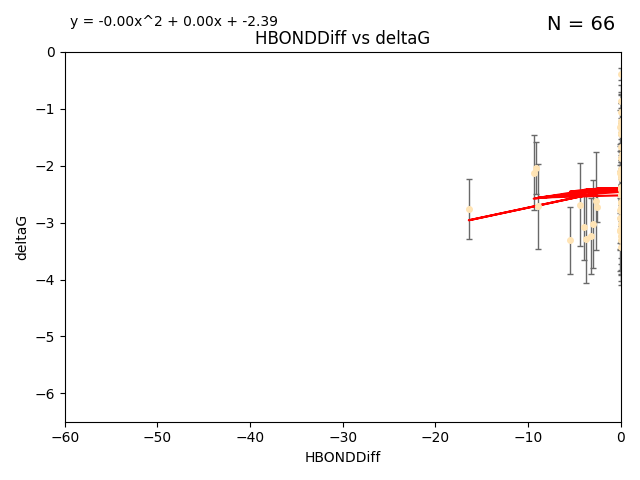 y = -0.00x^2 + 0.00x + -2.39
N = 66
HBONDDiff vs deltaG
0
−1
−2
−3
−4
−5
−6
deltaG
−60
−50
−40
−30
−20
−10
0
HBONDDiff